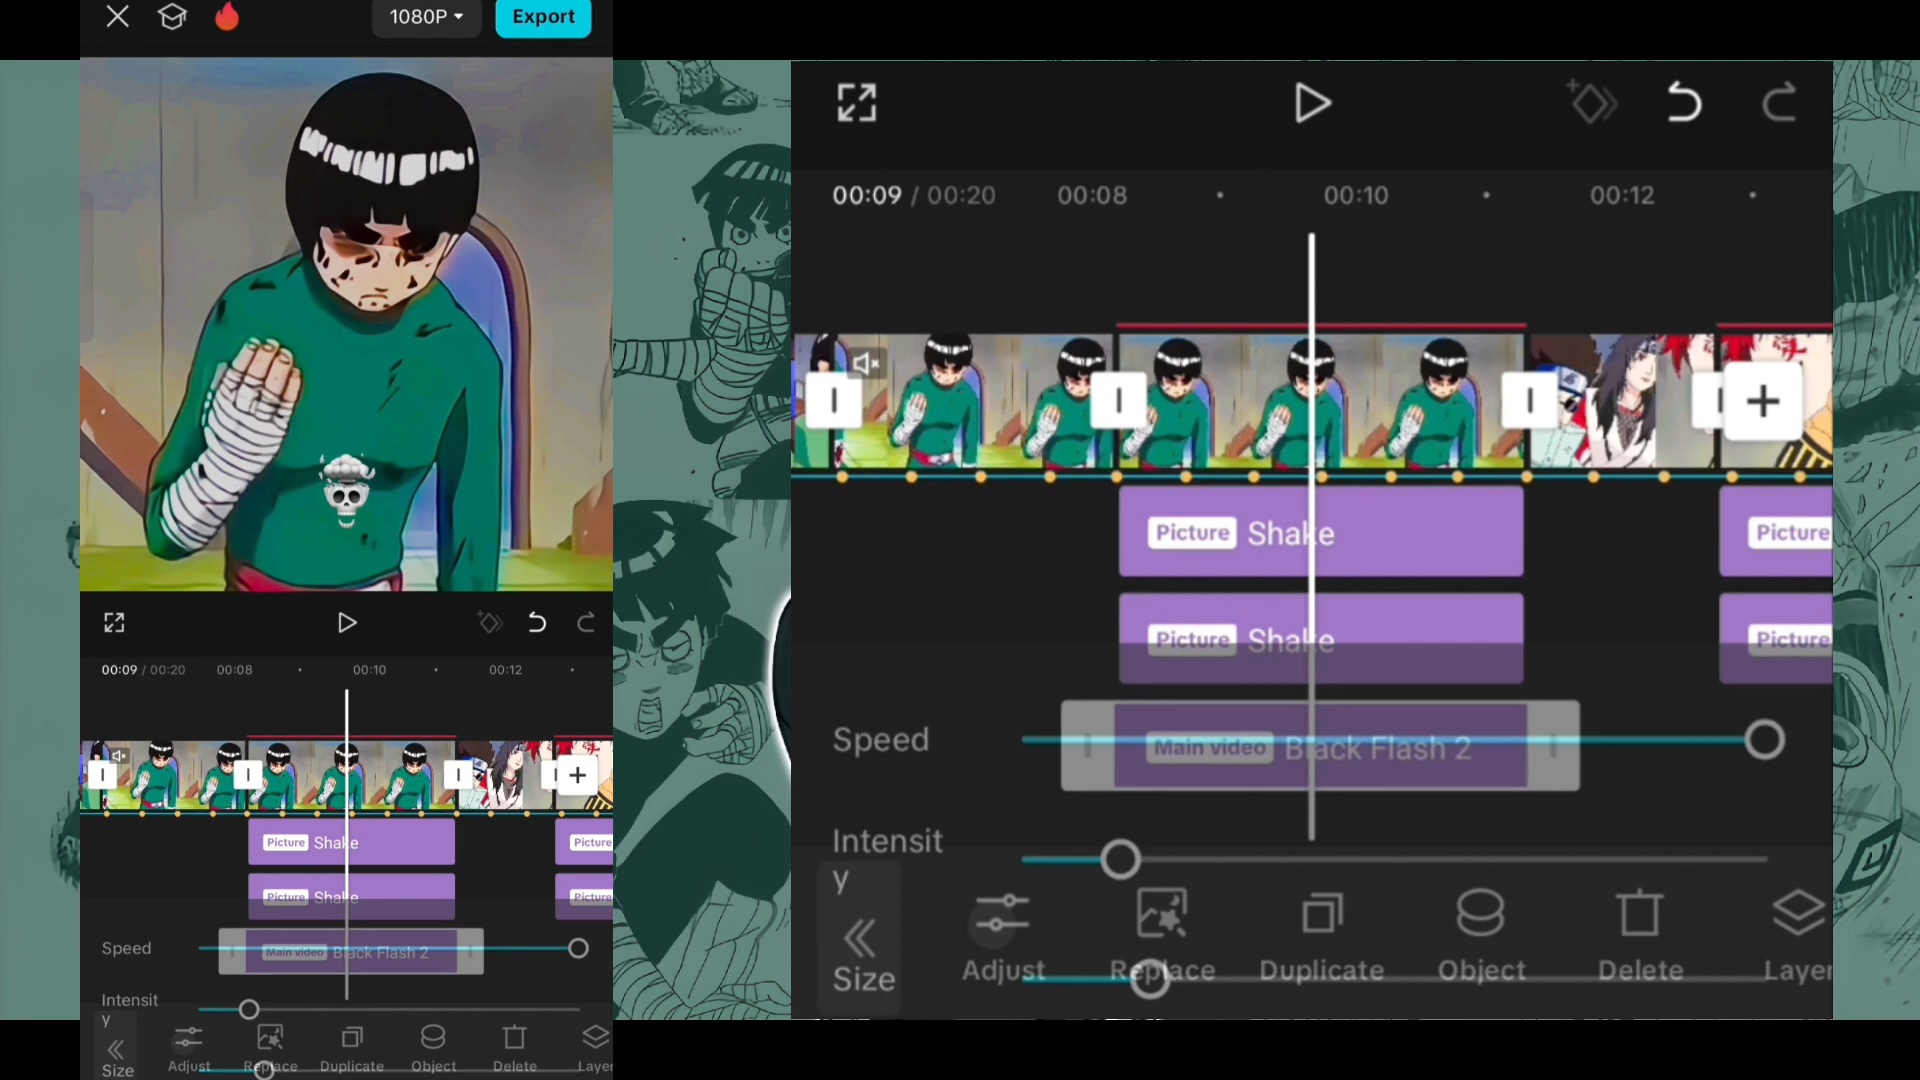 1080P
Export
00:09 / 00:20
00:08
00:10
00:12
Picture Shake
Picture
Picture Shake
Picture
Speed
Main video Black Flash 2
Intensit
y
Size
Adjust
Replace
Duplicate
Object
Delete
Layer
00:09 / 00:20
00:08
00:10
00:12
Picture Shake
Picture
Picture Shake
Picture
Speed
Main video Black Flash 2
Intensit
y
Size
Adjust
Replace
Duplicate
Object
Delete
Layer